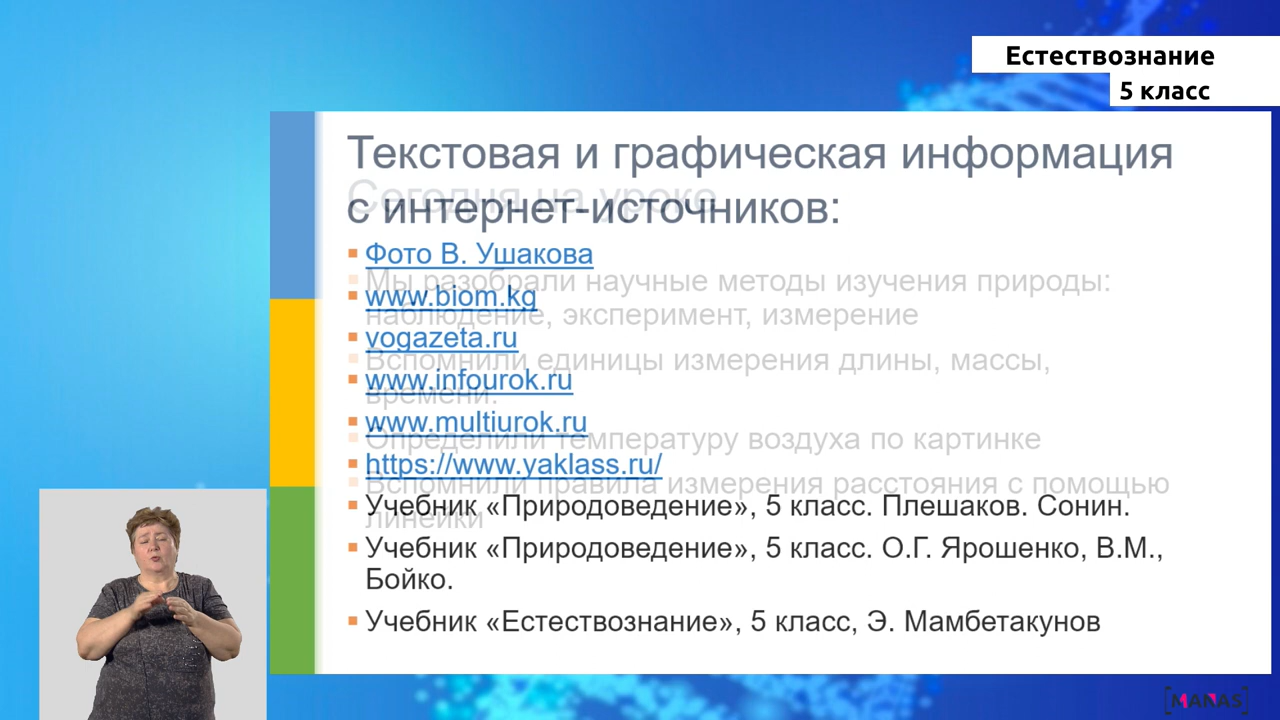 Естествознание
5 класс
Текстовая и графическая информация
Сегодня на уроке
с интернет-источников:
Фото В. Ушакова
Мы разобрали научные методы изучения природы:
www.biom.kg
наблюдение, эксперимент, измерение
vogazeta.ru
Вспомнили единицы измерения длины, массы,
www.infourok.ru
времени.
www.multiurok.ru
Определили температуру воздуха по картинке
https://www.yaklass.ru/
Вспомнили правила измерения расстояния с помощью
Учебник «Природоведение», 5 класс. Плешаков. Сонин.
линейки
Учебник «Природоведение», 5 класс. О.Г. Ярошенко, В.М.,
Бойко.
Учебник «Естествознание», 5 класс, Э. Мамбетакунов
MANAS